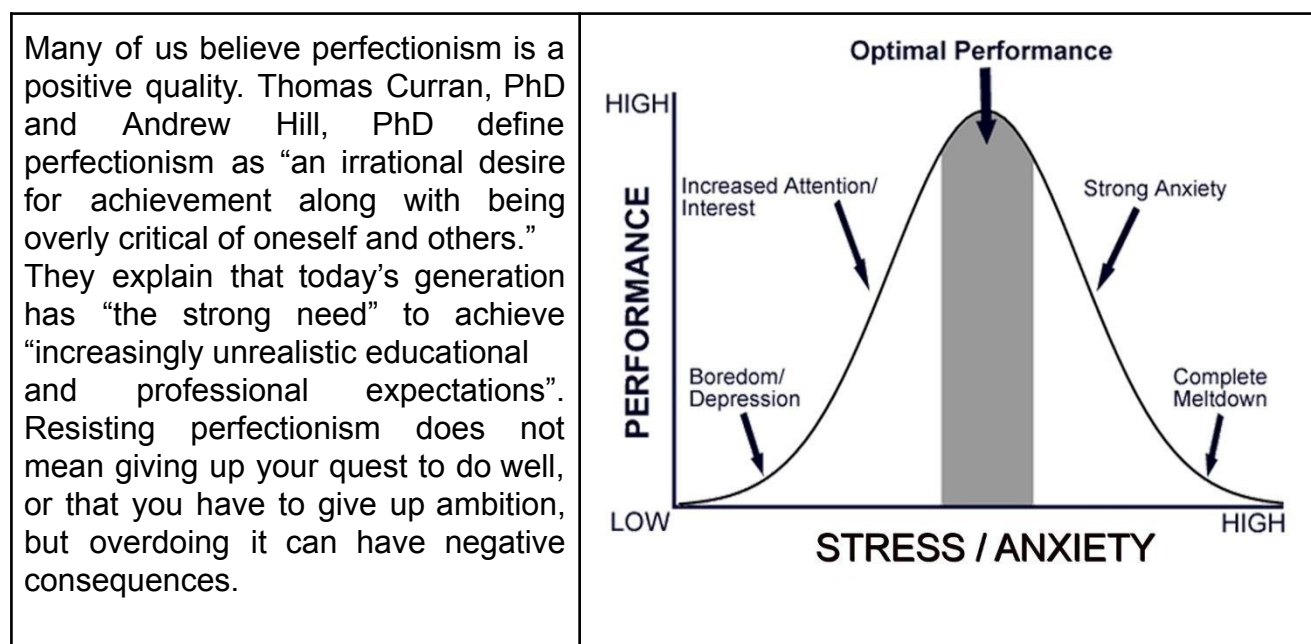 Many of us believe perfectionism is a
positive quality. Thomas Curran, PhD
and Andrew Hill, PhD define
perfectionism as “an irrational desire
for achievement along with being
overly critical of oneself and others.”
They explain that today’s generation
has “the strong need” to achieve
“increasingly unrealistic educational
and professional expectations”.
Resisting perfectionism does not
mean giving up your quest to do well,
or that you have to give up ambition,
but overdoing it can have negative
consequences.
Optimal Performance
HIGH
PERFORMANCE
Increased Attention/
Interest
Strong Anxiety
Boredom/
Depression
Complete
Meltdown
LOW
HIGH
STRESS / ANXIETY